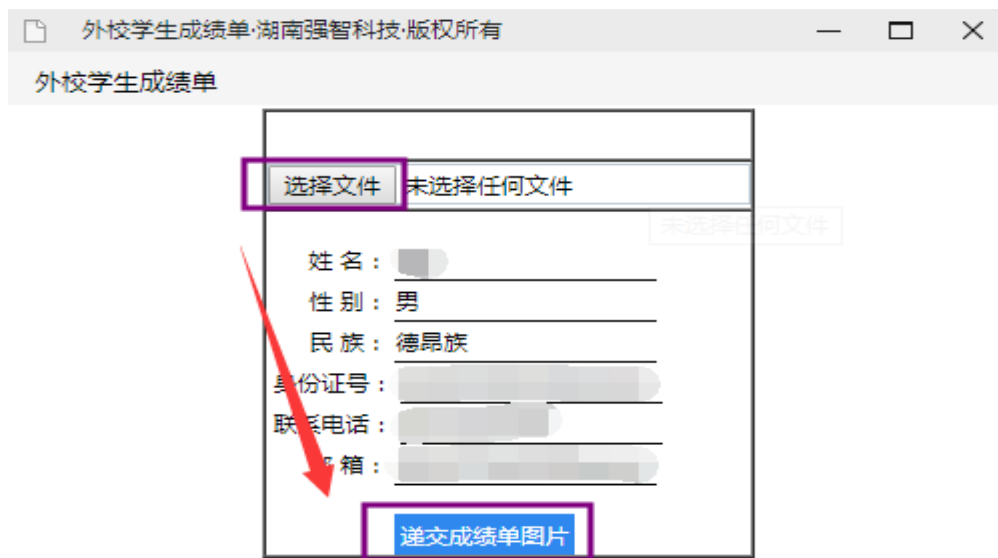 外校学生成绩单·湖南强智科技·版权所有
外校学生成绩单
选择文件 未选择任何文件
未选择任何文件
姓 名：
性 别：男
民 族：德昂族
身份证号：
联系电话：
箱：
递交成绩单图片